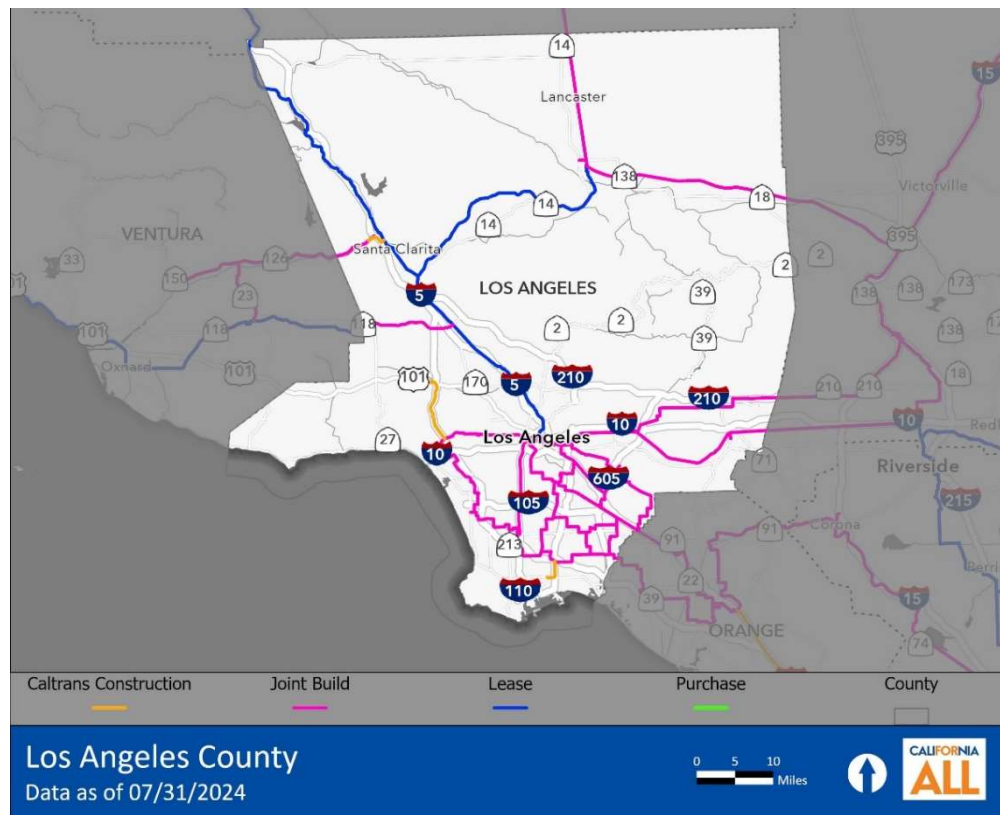 14
15
Lancaster
395
138
18
Victorville
14
14
VENTURA
Santa Clarita
395
33
126
150
2
2
LOS ANGELES
5
39
138
138
173
23
101
118
118
2
2
39
138
Oxnard
101
101
170
5
210
210
210
210
18
27
10
Los Angeles
10
10
71
Riverside
605
105
215
213
91
91
Corona
110
22
39
15
ORANGE
74
Caltrans Construction
Joint Build
Lease
Purchase
County
Los Angeles County
Data as of 07/31/2024
0 5 10
Miles
CALIFORNIA
ALL